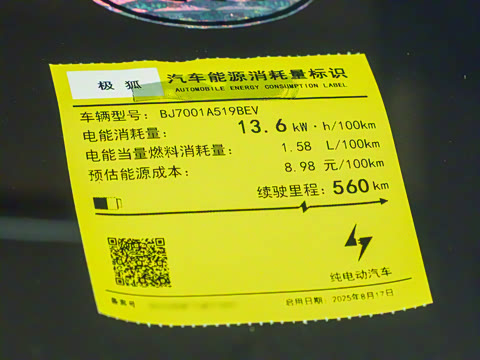 极狐
汽车能源消耗量标识
AUTOMOBILE ENERGY CONSUMPTION LABEL
车辆型号: BJ7001A519BEV
电能消耗量: 13.6 kW·h/100km
电能当量燃料消耗量: 1.58 L/100km
预估能源成本: 8.98 元/100km
续驶里程: 560 km
纯电动汽车
备案号
启用日期: 2025年8月17日